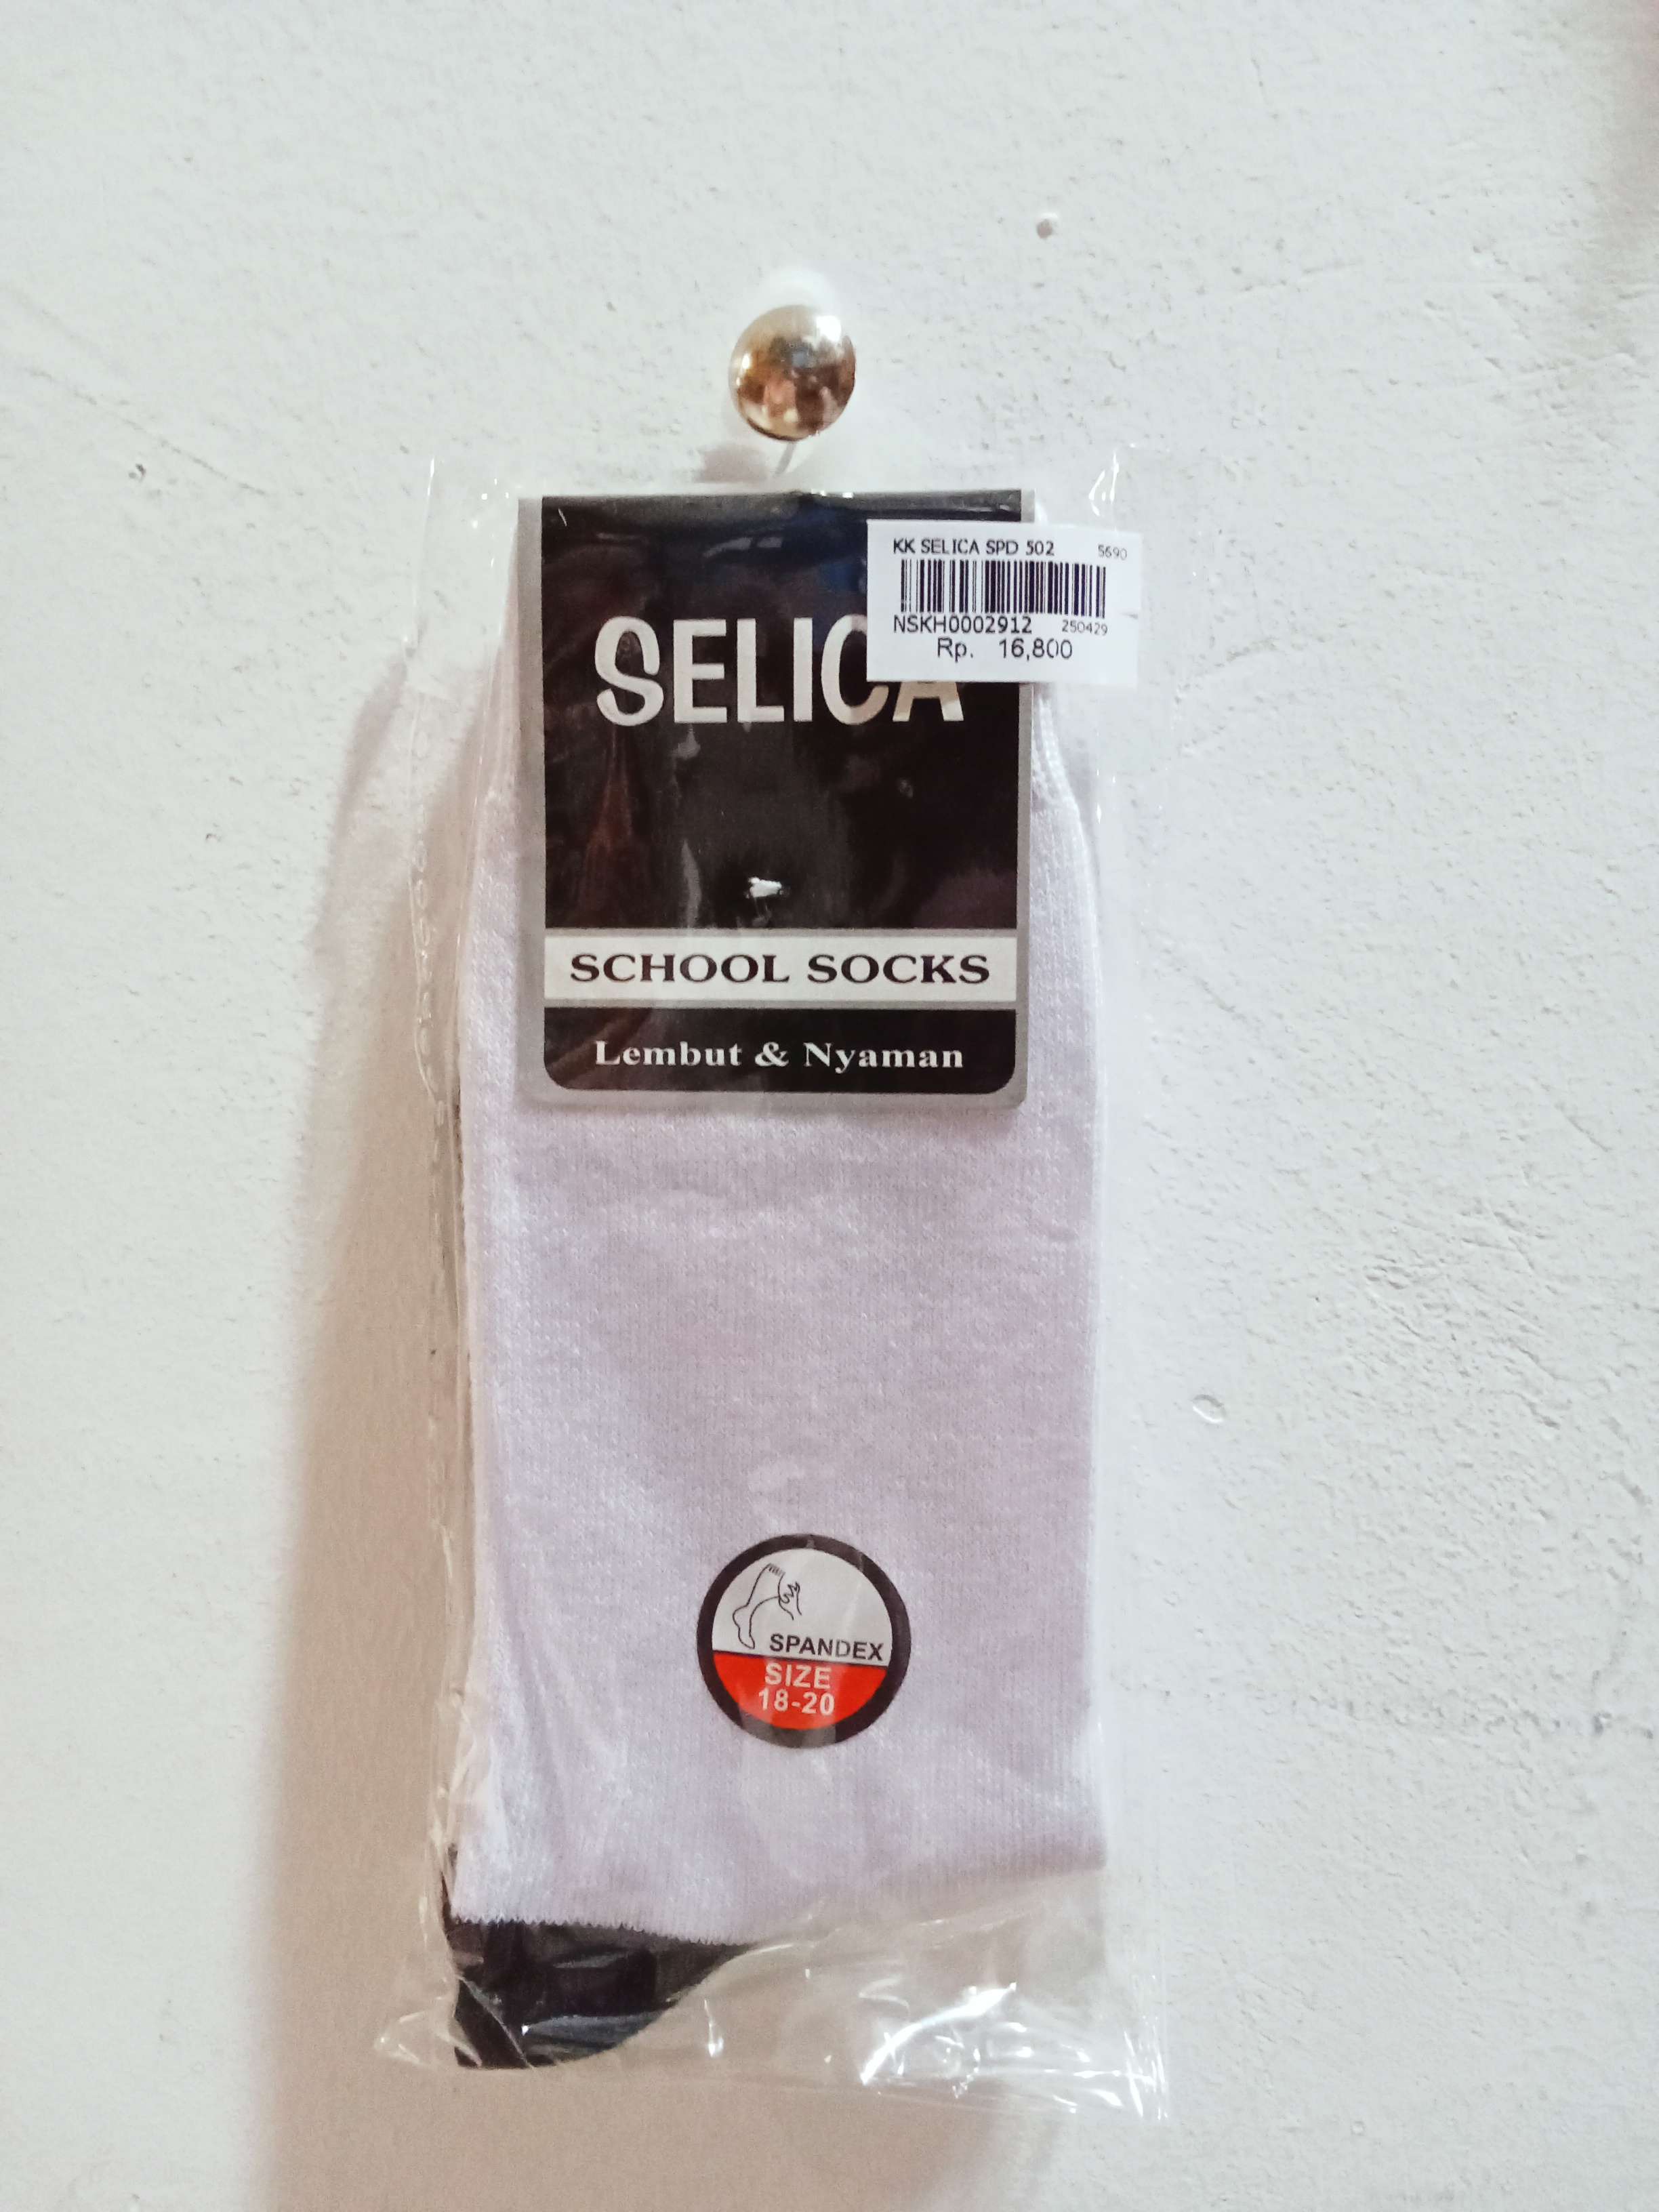 KK SELICA SPD 502 5690
NSKH0002912 250429
Rp. 16,800
SELICA
SCHOOL SOCKS
Lembut & Nyaman
SPANDEX
SIZE
18-20